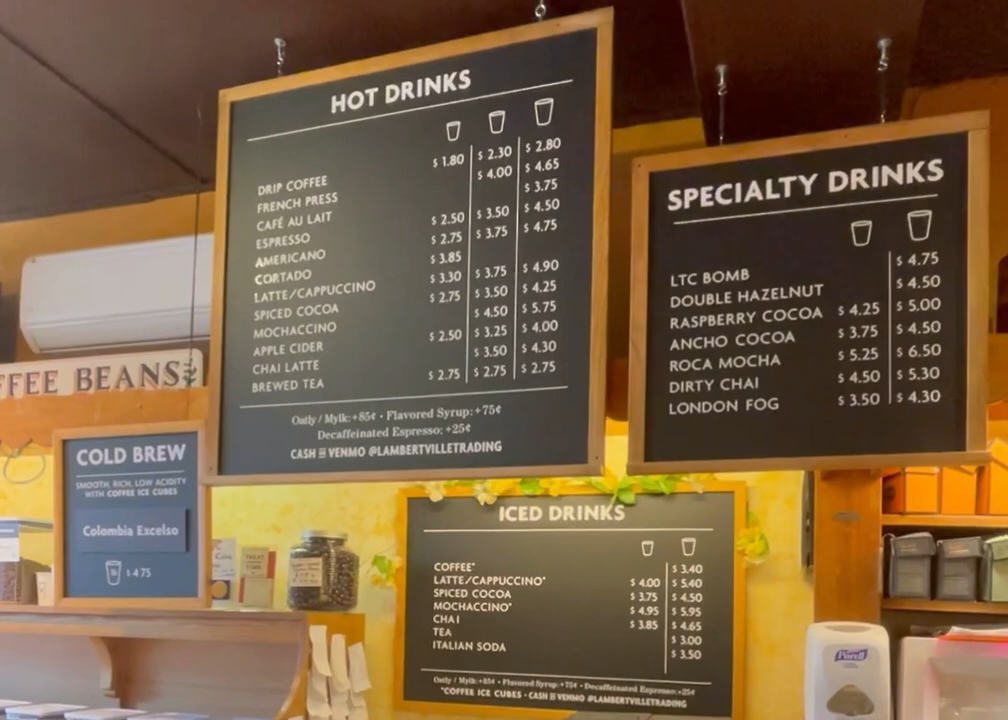 HOT DRINKS
DRIP COFFEE $ 1.80 $ 2.30 $ 2.80
FRENCH PRESS $ 4.00 $ 4.65
CAFÉ AU LAIT $ 3.75
ESPRESSO $ 2.50 $ 3.50 $ 4.50
AMERICANO $ 2.75 $ 3.75 $ 4.75
CORTADO $ 3.85
LATTE/CAPPUCCINO $ 3.30 $ 3.75 $ 4.90
SPICED COCOA $ 2.75 $ 3.50 $ 4.25
MOCHACCINO $ 4.50 $ 5.75
APPLE CIDER $ 2.50 $ 3.25 $ 4.00
CHAI LATTE $ 3.50 $ 4.30
BREWED TEA $ 2.75 $ 2.75 $ 2.75
Oatly / Mylk: +85¢ • Flavored Syrup: +75¢
Decaffeinated Espresso: +25¢
CASH VENMO @LAMBERTVILLETRADING
SPECIALTY DRINKS
LTC BOMB $ 4.75
DOUBLE HAZELNUT $ 4.50
RASPBERRY COCOA $ 4.25 $ 5.00
ANCHO COCOA $ 3.75 $ 4.50
ROCA MOCHA $ 5.25 $ 6.50
DIRTY CHAI $ 4.50 $ 5.30
LONDON FOG $ 3.50 $ 4.30
FFEE BEANS
COLD BREW
SMOOTH, RICH, LOW ACIDITY
WITH COFFEE ICE CUBES
Colombia Excelso
16 $ 4.75
ICED DRINKS
COFFEE* $ 3.40
LATTE/CAPPUCCINO* $ 4.00 $ 5.40
SPICED COCOA $ 3.75 $ 4.50
MOCHACCINO* $ 4.95 $ 5.95
CHAI $ 3.85 $ 4.65
TEA $ 3.00
ITALIAN SODA $ 3.50
Oatly / Mylk: +85¢ • Flavored Syrup: +75¢ • Decaffeinated Espresso: +25¢
*COFFEE ICE CUBES • CASH VENMO @LAMBERTVILLETRADING
Purell